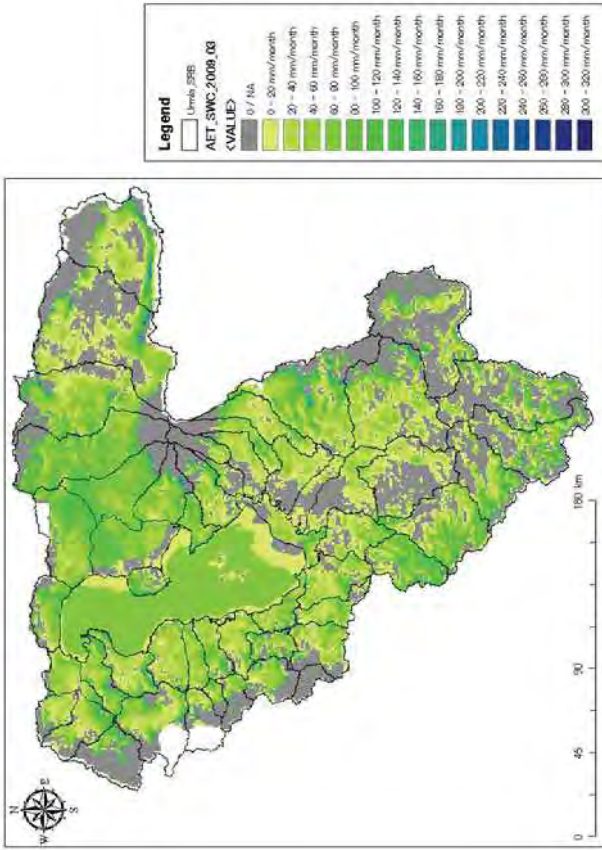 N
W E
S
0 45 90 180 km
Legend
Urmia_SRB
AET_SWC_2009_03
<VALUE>
0 / NA
0 - 20 mm/month
20 - 40 mm/month
40 - 60 mm/month
60 - 80 mm/month
80 - 100 mm/month
100 - 120 mm/month
120 - 140 mm/month
140 - 160 mm/month
160 - 180 mm/month
180 - 200 mm/month
200 - 220 mm/month
220 - 240 mm/month
240 - 260 mm/month
260 - 280 mm/month
280 - 300 mm/month
300 - 320 mm/month